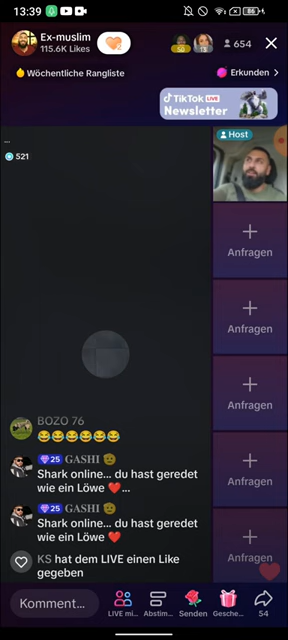 13:39
86
Ex-muslim
115.6K Likes
50
13
654
Wöchentliche Rangliste
Erkunden >
TikTok LIVE
Newsletter
...
521
Host
Anfragen
Anfragen
Anfragen
Anfragen
Anfragen
BOZO 76
😂😂😂😂😂😂
25 GASHI 🫡
Shark online... du hast geredet
wie ein Löwe ❤️...
25 GASHI 🫡
Shark online... du hast geredet
wie ein Löwe ❤️
KS hat dem LIVE einen Like
gegeben
Komment...
LIVE mi...
Abstim...
Senden
Gesche...
54